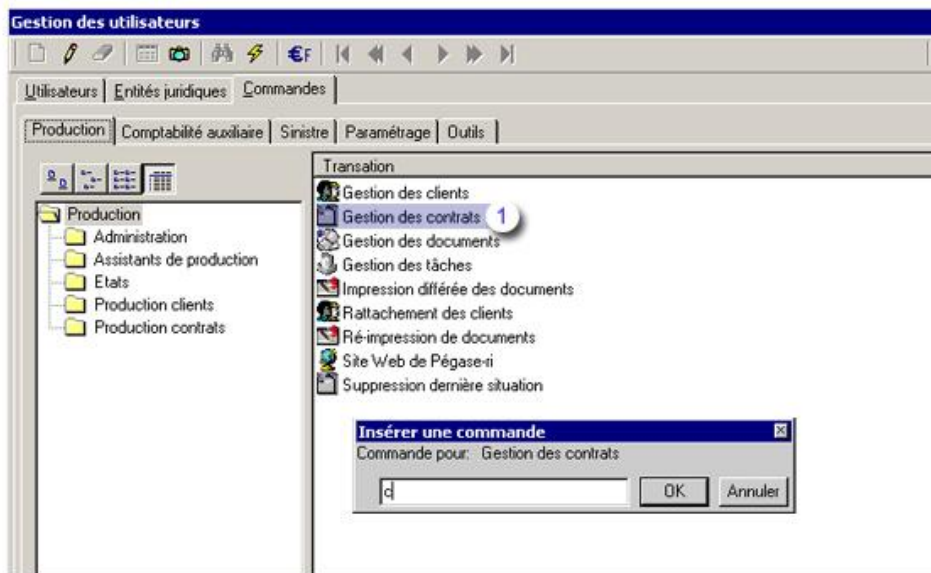 Gestion des utilisateurs
€F
Utilisateurs Entités juridiques Commandes
Production Comptabilité auxiliaire Sinistre Paramétrage Outils
Transation
Production
Administration
Assistants de production
Etats
Production clients
Production contrats
Gestion des clients
Gestion des contrats 1
Gestion des documents
Gestion des tâches
Impression différée des documents
Rattachement des clients
Ré-impression de documents
Site Web de Pégase-ri
Suppression dernière situation
Insérer une commande
Commande pour: Gestion des contrats
c
OK Annuler